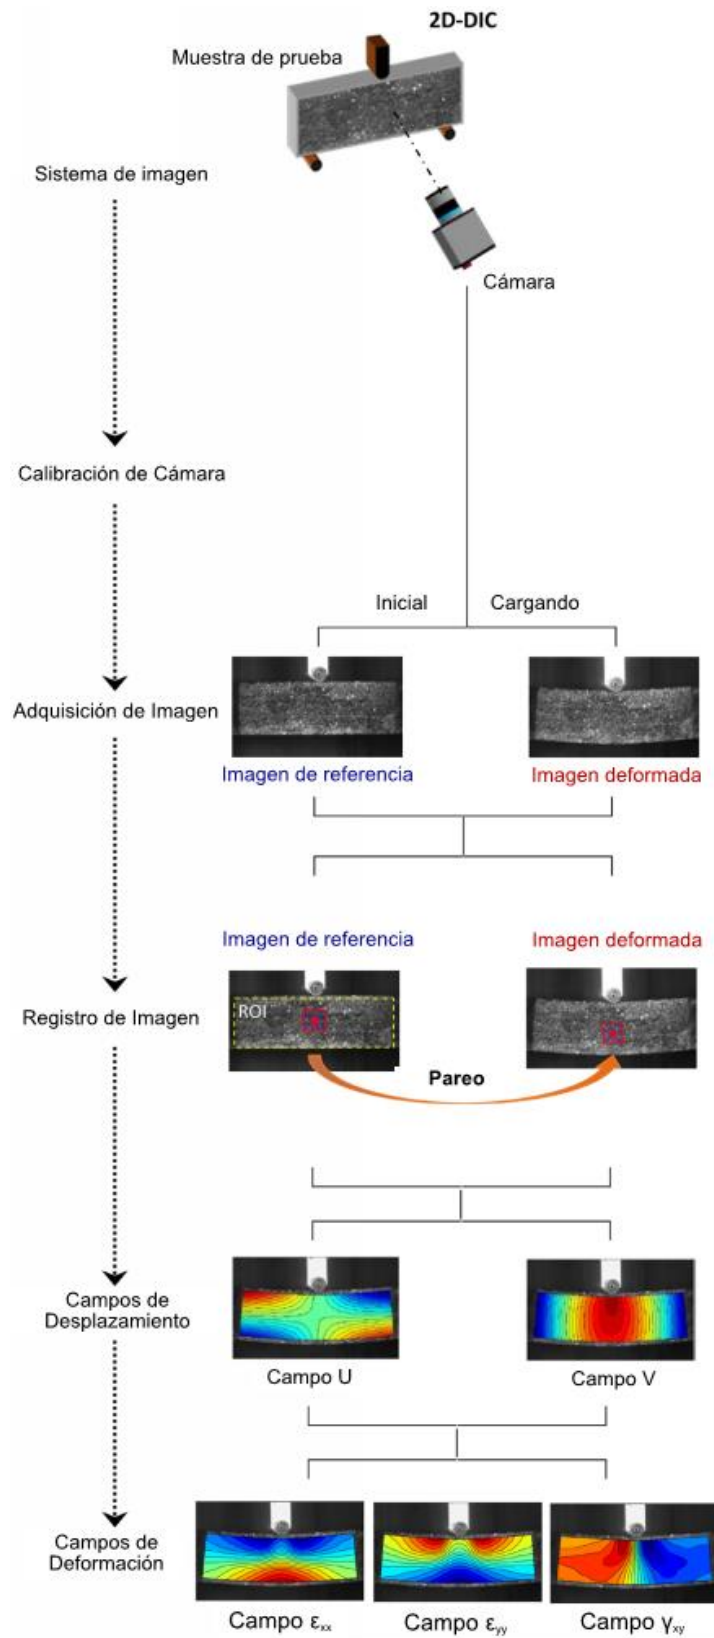 2D-DIC
Muestra de prueba
Sistema de imagen
Cámara
Calibración de Cámara
Inicial
Cargando
Adquisición de Imagen
Imagen de referencia
Imagen deformada
Imagen de referencia
Imagen deformada
ROI
Registro de Imagen
Pareo
Campos de
Desplazamiento
Campo U
Campo V
Campos de
Deformación
Campo εxx
Campo εyy
Campo γxy